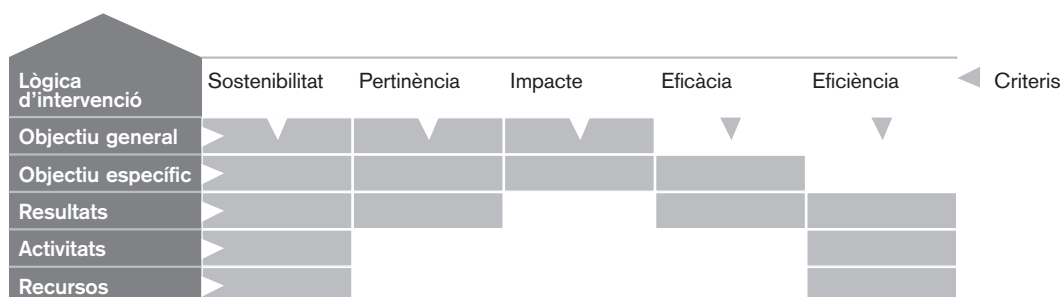 Lògica
d'intervenció
Sostenibilitat
Pertinència
Impacte
Eficàcia
Eficiència
Criteris
Objectiu general
Objectiu específic
Resultats
Activitats
Recursos